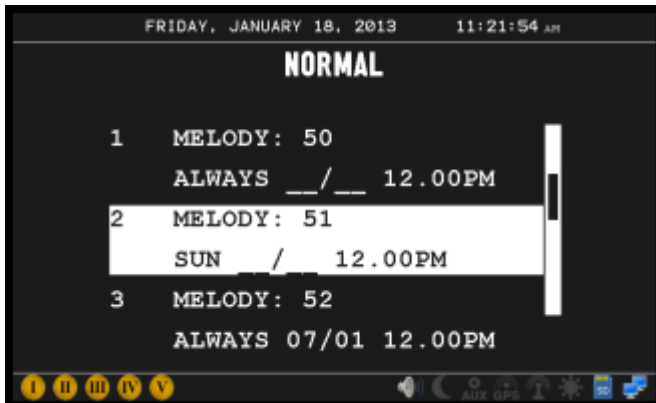 FRIDAY, JANUARY 18, 2013 11:21:54 AM
NORMAL
1 MELODY: 50
ALWAYS __/__ 12.00PM
2 MELODY: 51
SUN __/__ 12.00PM
3 MELODY: 52
ALWAYS 07/01 12.00PM
I II III IV V AUX GPS SD